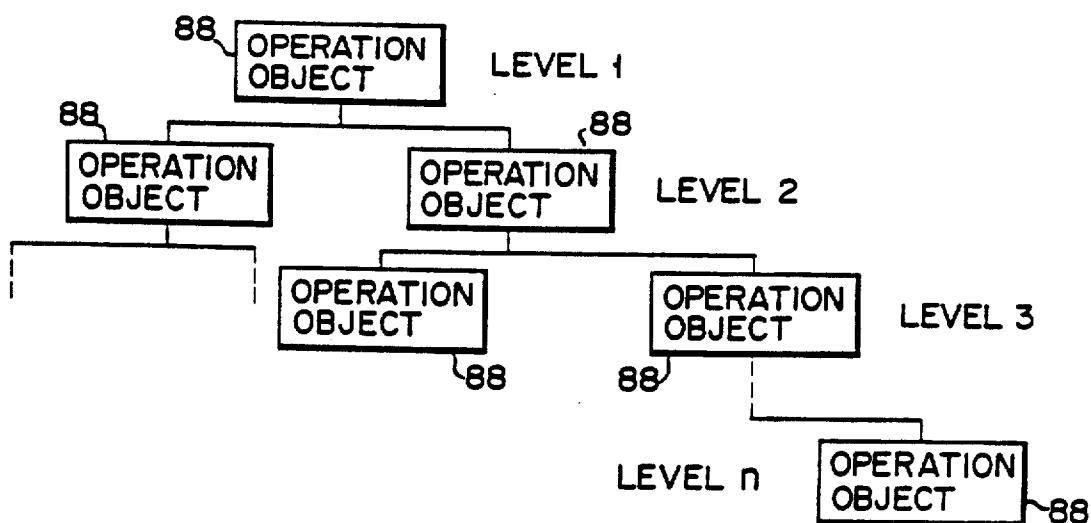 88 OPERATION
OBJECT
LEVEL 1
88
OPERATION
OBJECT
88
OPERATION
OBJECT
LEVEL 2
OPERATION
OBJECT
88
OPERATION
OBJECT
88
LEVEL 3
LEVEL n
OPERATION
OBJECT
88